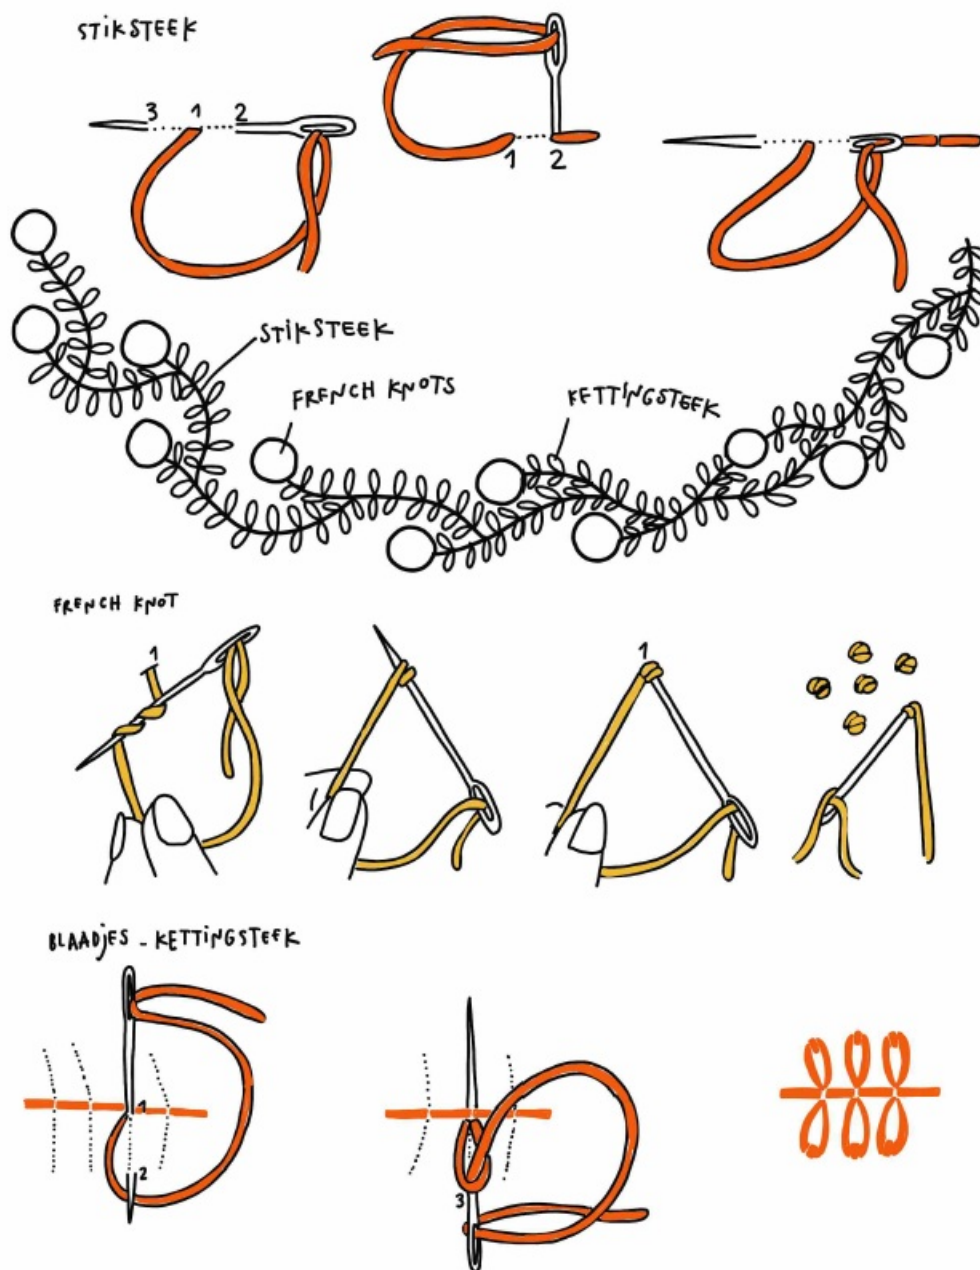 STIKSTEEK
3 1 2
1 2
STIKSTEEK
FRENCH KNOTS
KETTINGSTEEK
FRENCH KNOT
1
1
BLAADJES - KETTINGSTEEK
1
2
3